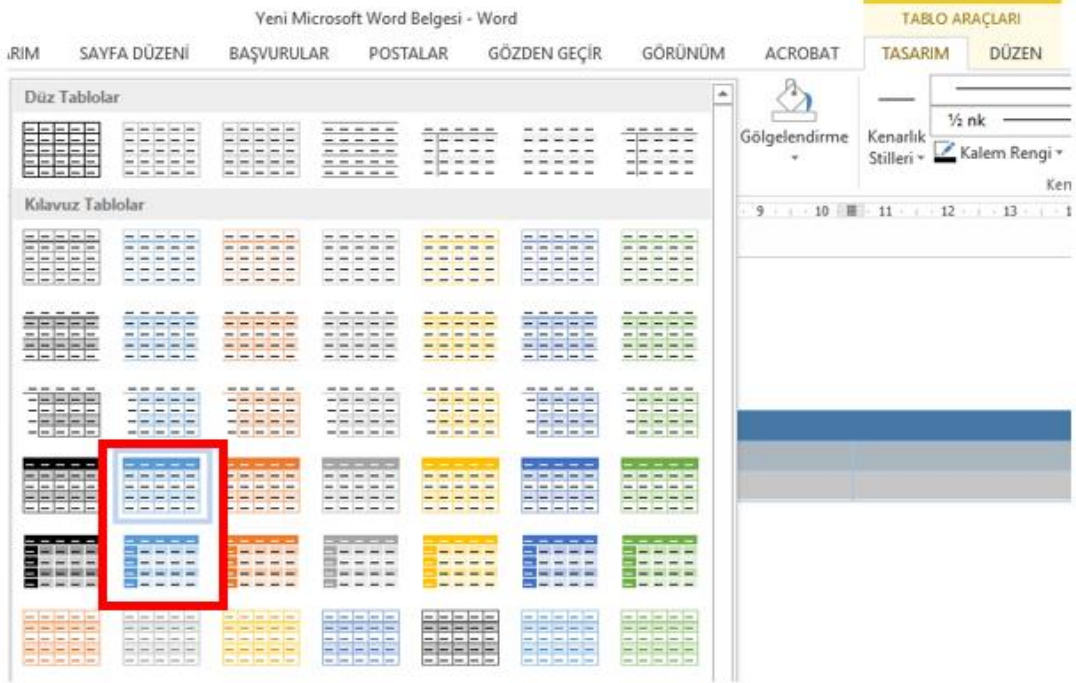 Yeni Microsoft Word Belgesi - Word
TABLO ARAÇLARI
ARIM SAYFA DÜZENİ BAŞVURULAR POSTALAR GÖZDEN GEÇİR GÖRÜNÜM ACROBAT TASARIM DÜZEN
Düz Tablolar
Kılavuz Tablolar
Gölgelendirme
Kenarlık
Stilleri
½ nk
Kalem Rengi
Ken
9 10 11 12 13 1